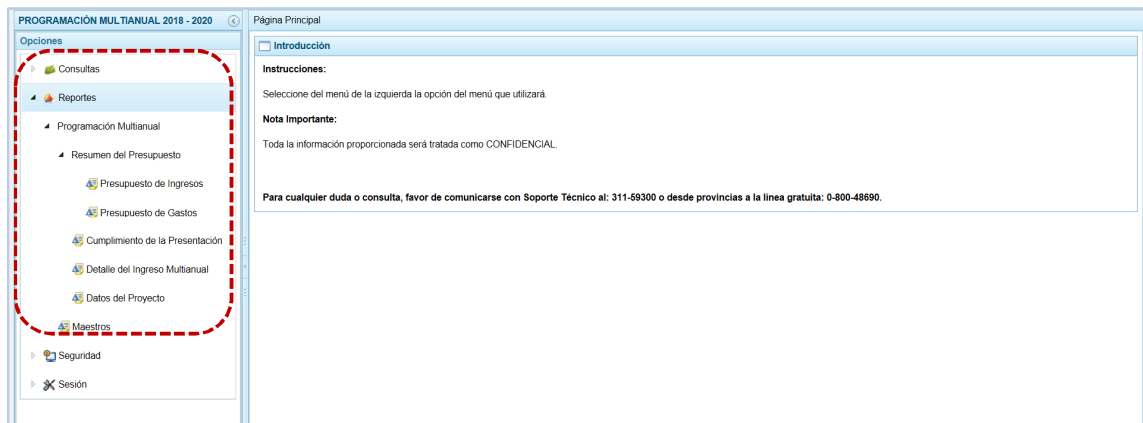 PROGRAMACIÓN MULTIANUAL 2018 - 2020
Opciones
Consultas
Reportes
Programación Multianual
Resumen del Presupuesto
Presupuesto de Ingresos
Presupuesto de Gastos
Cumplimiento de la Presentación
Detalle del Ingreso Multianual
Datos del Proyecto
Maestros
Seguridad
Sesión
Página Principal
Introducción
Instrucciones:
Seleccione del menú de la izquierda la opción del menú que utilizará.
Nota Importante:
Toda la información proporcionada será tratada como CONFIDENCIAL.
Para cualquier duda o consulta, favor de comunicarse con Soporte Técnico al: 311-59300 o desde provincias a la linea gratuita: 0-800-48690.